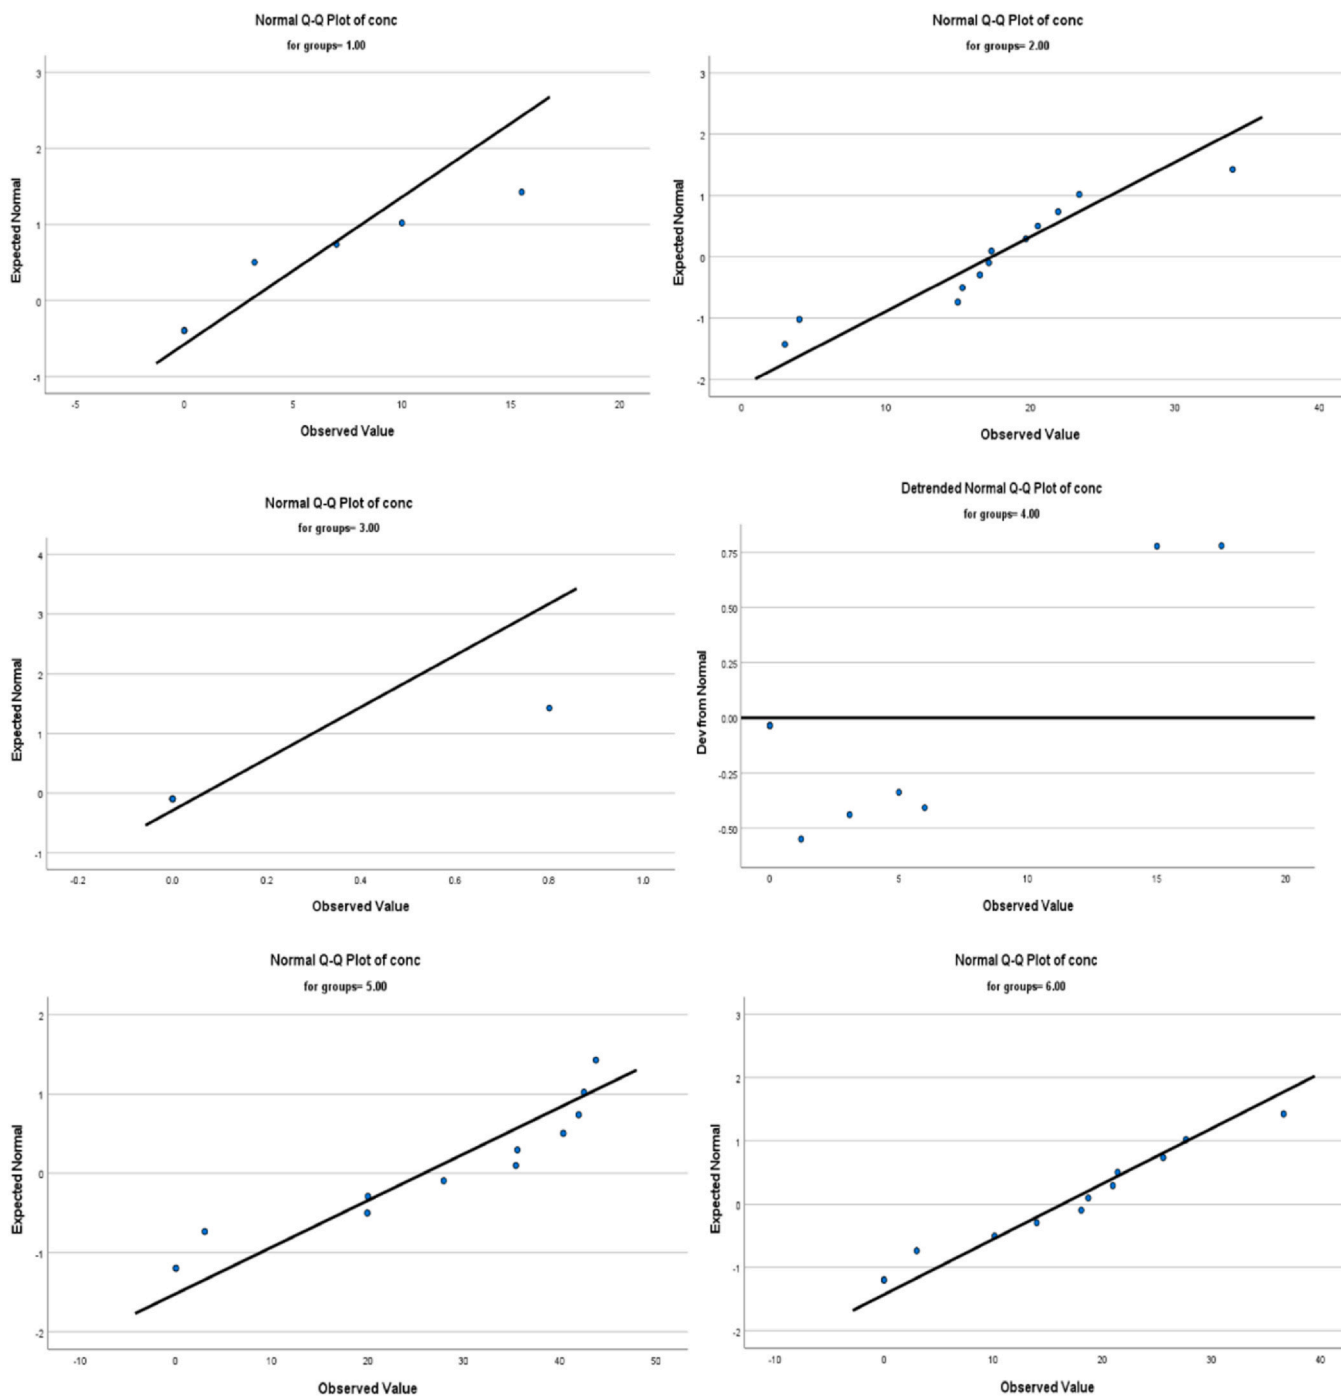 Normal Q-Q Plot of conc
for groups= 1.00
Expected Normal
3
2
1
0
-1
-5
0
5
10
15
20
Observed Value
Normal Q-Q Plot of conc
for groups= 2.00
Expected Normal
3
2
1
0
-1
-2
0
10
20
30
40
Observed Value
Normal Q-Q Plot of conc
for groups= 3.00
Expected Normal
4
3
2
1
0
-1
-0.2
0.0
0.2
0.4
0.6
0.8
1.0
Observed Value
Detrended Normal Q-Q Plot of conc
for groups= 4.00
Dev from Normal
0.75
0.50
0.25
0.00
-0.25
-0.50
0
5
10
15
20
Observed Value
Normal Q-Q Plot of conc
for groups= 5.00
Expected Normal
2
1
0
-1
-2
-10
0
20
30
40
50
Observed Value
Normal Q-Q Plot of conc
for groups= 6.00
Expected Normal
3
2
1
0
-1
-2
-10
0
10
20
30
40
Observed Value